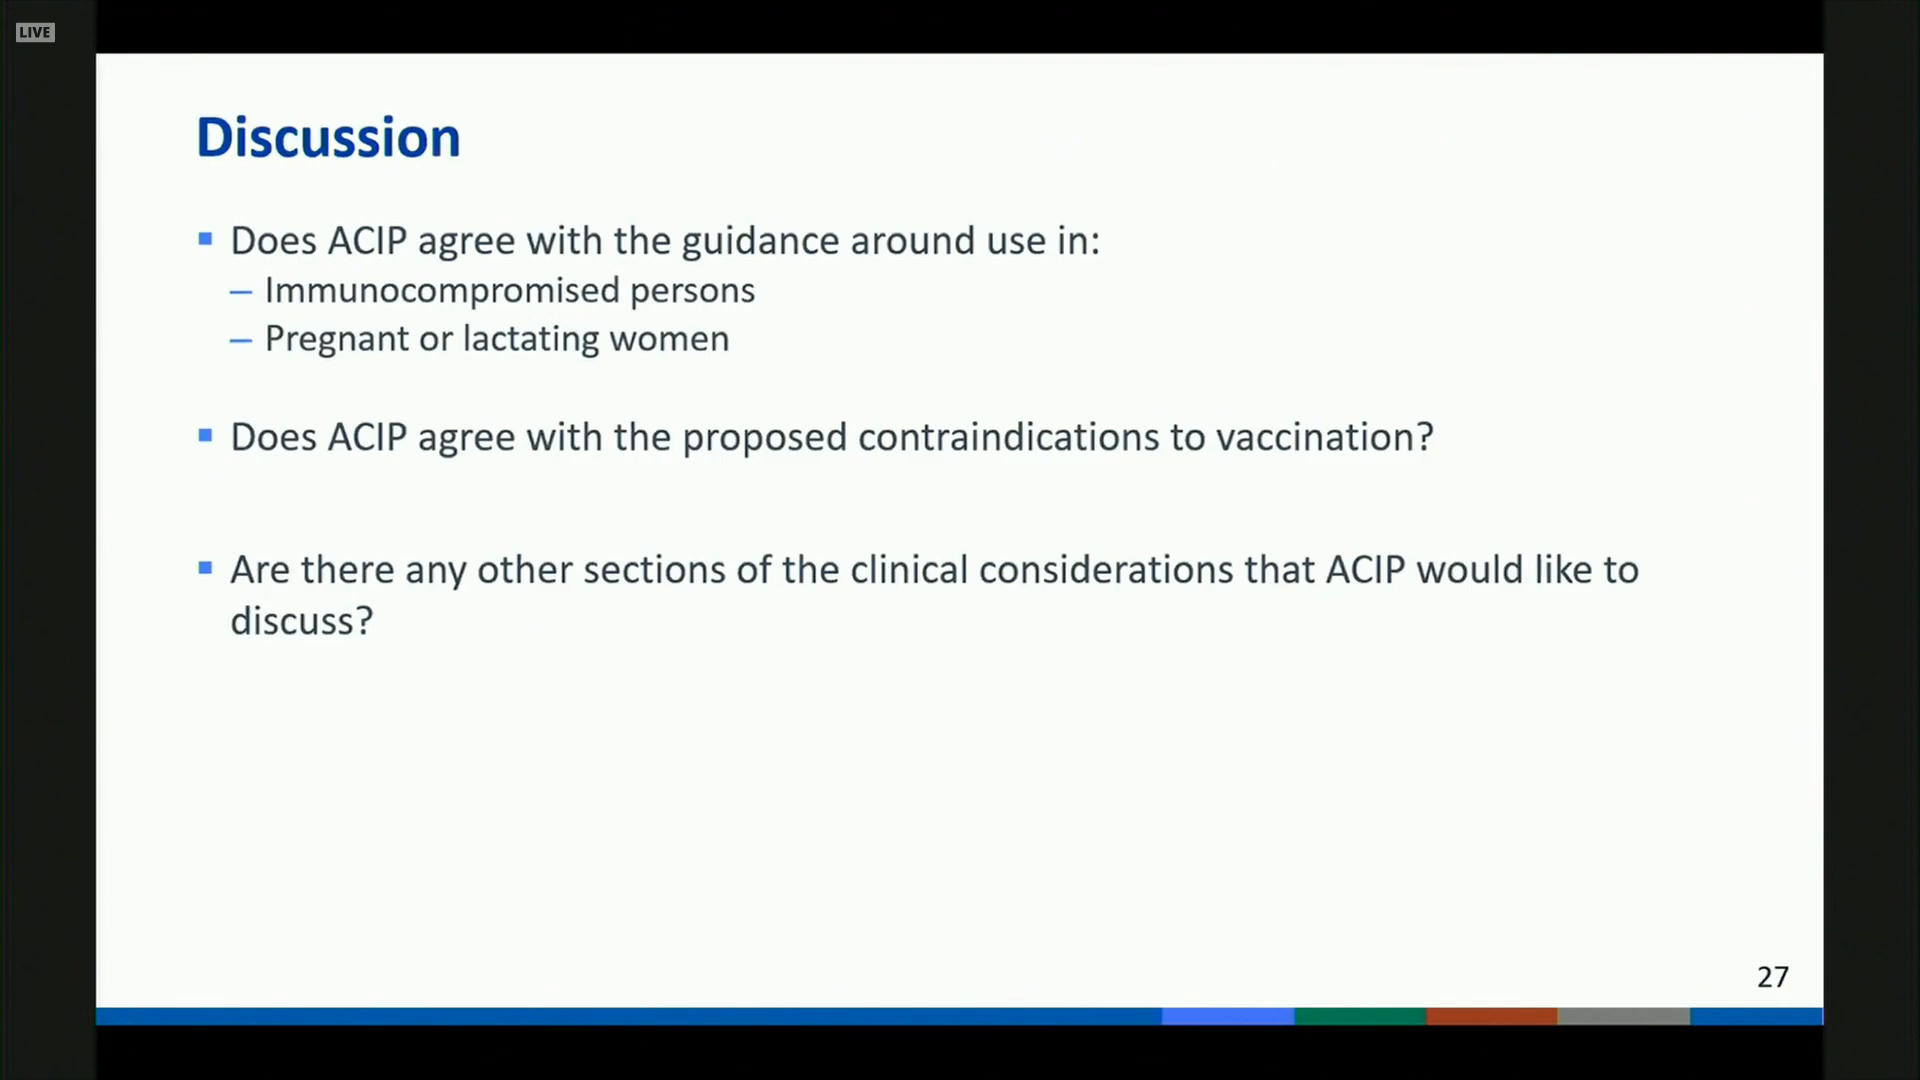 LIVE
Discussion
▪ Does ACIP agree with the guidance around use in:
– Immunocompromised persons
– Pregnant or lactating women
▪ Does ACIP agree with the proposed contraindications to vaccination?
▪ Are there any other sections of the clinical considerations that ACIP would like to
discuss?
27